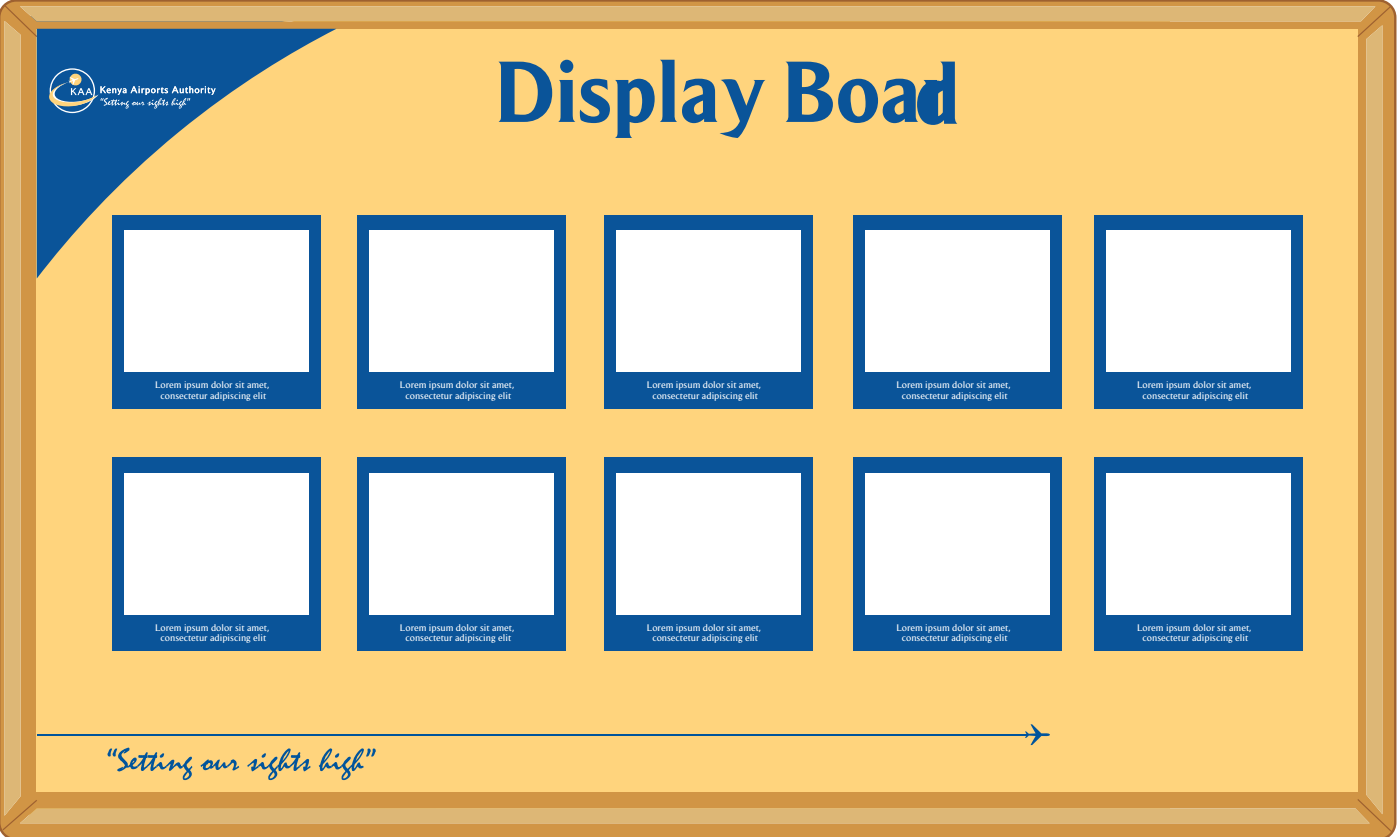 KAA
Kenya Airports Authority
"Setting our sights high"
Display Boad
Lorem ipsum dolor sit amet,
consectetur adipiscing elit
Lorem ipsum dolor sit amet,
consectetur adipiscing elit
Lorem ipsum dolor sit amet,
consectetur adipiscing elit
Lorem ipsum dolor sit amet,
consectetur adipiscing elit
Lorem ipsum dolor sit amet,
consectetur adipiscing elit
Lorem ipsum dolor sit amet,
consectetur adipiscing elit
Lorem ipsum dolor sit amet,
consectetur adipiscing elit
Lorem ipsum dolor sit amet,
consectetur adipiscing elit
Lorem ipsum dolor sit amet,
consectetur adipiscing elit
Lorem ipsum dolor sit amet,
consectetur adipiscing elit
“Setting our sights high”